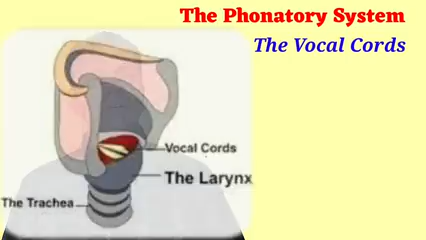 The Phonatory System
The Vocal Cords
Vocal Cords
The Larynx
The Trachea